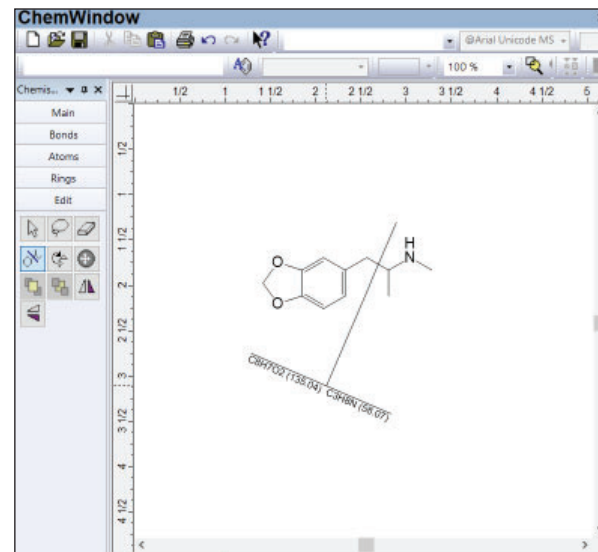 ChemWindow
@Arial Unicode MS
100 %
Chemis...
1/2 1 1 1/2 2 2 1/2 3 3 1/2 4 4 1/2 5
Main
Bonds
Atoms
Rings
Edit
1/2
1
1 1/2
2
2 1/2
3
3 1/2
4
4 1/2
H
N
O
O
C8H7O2 (135.04) C3H8N (58.07)